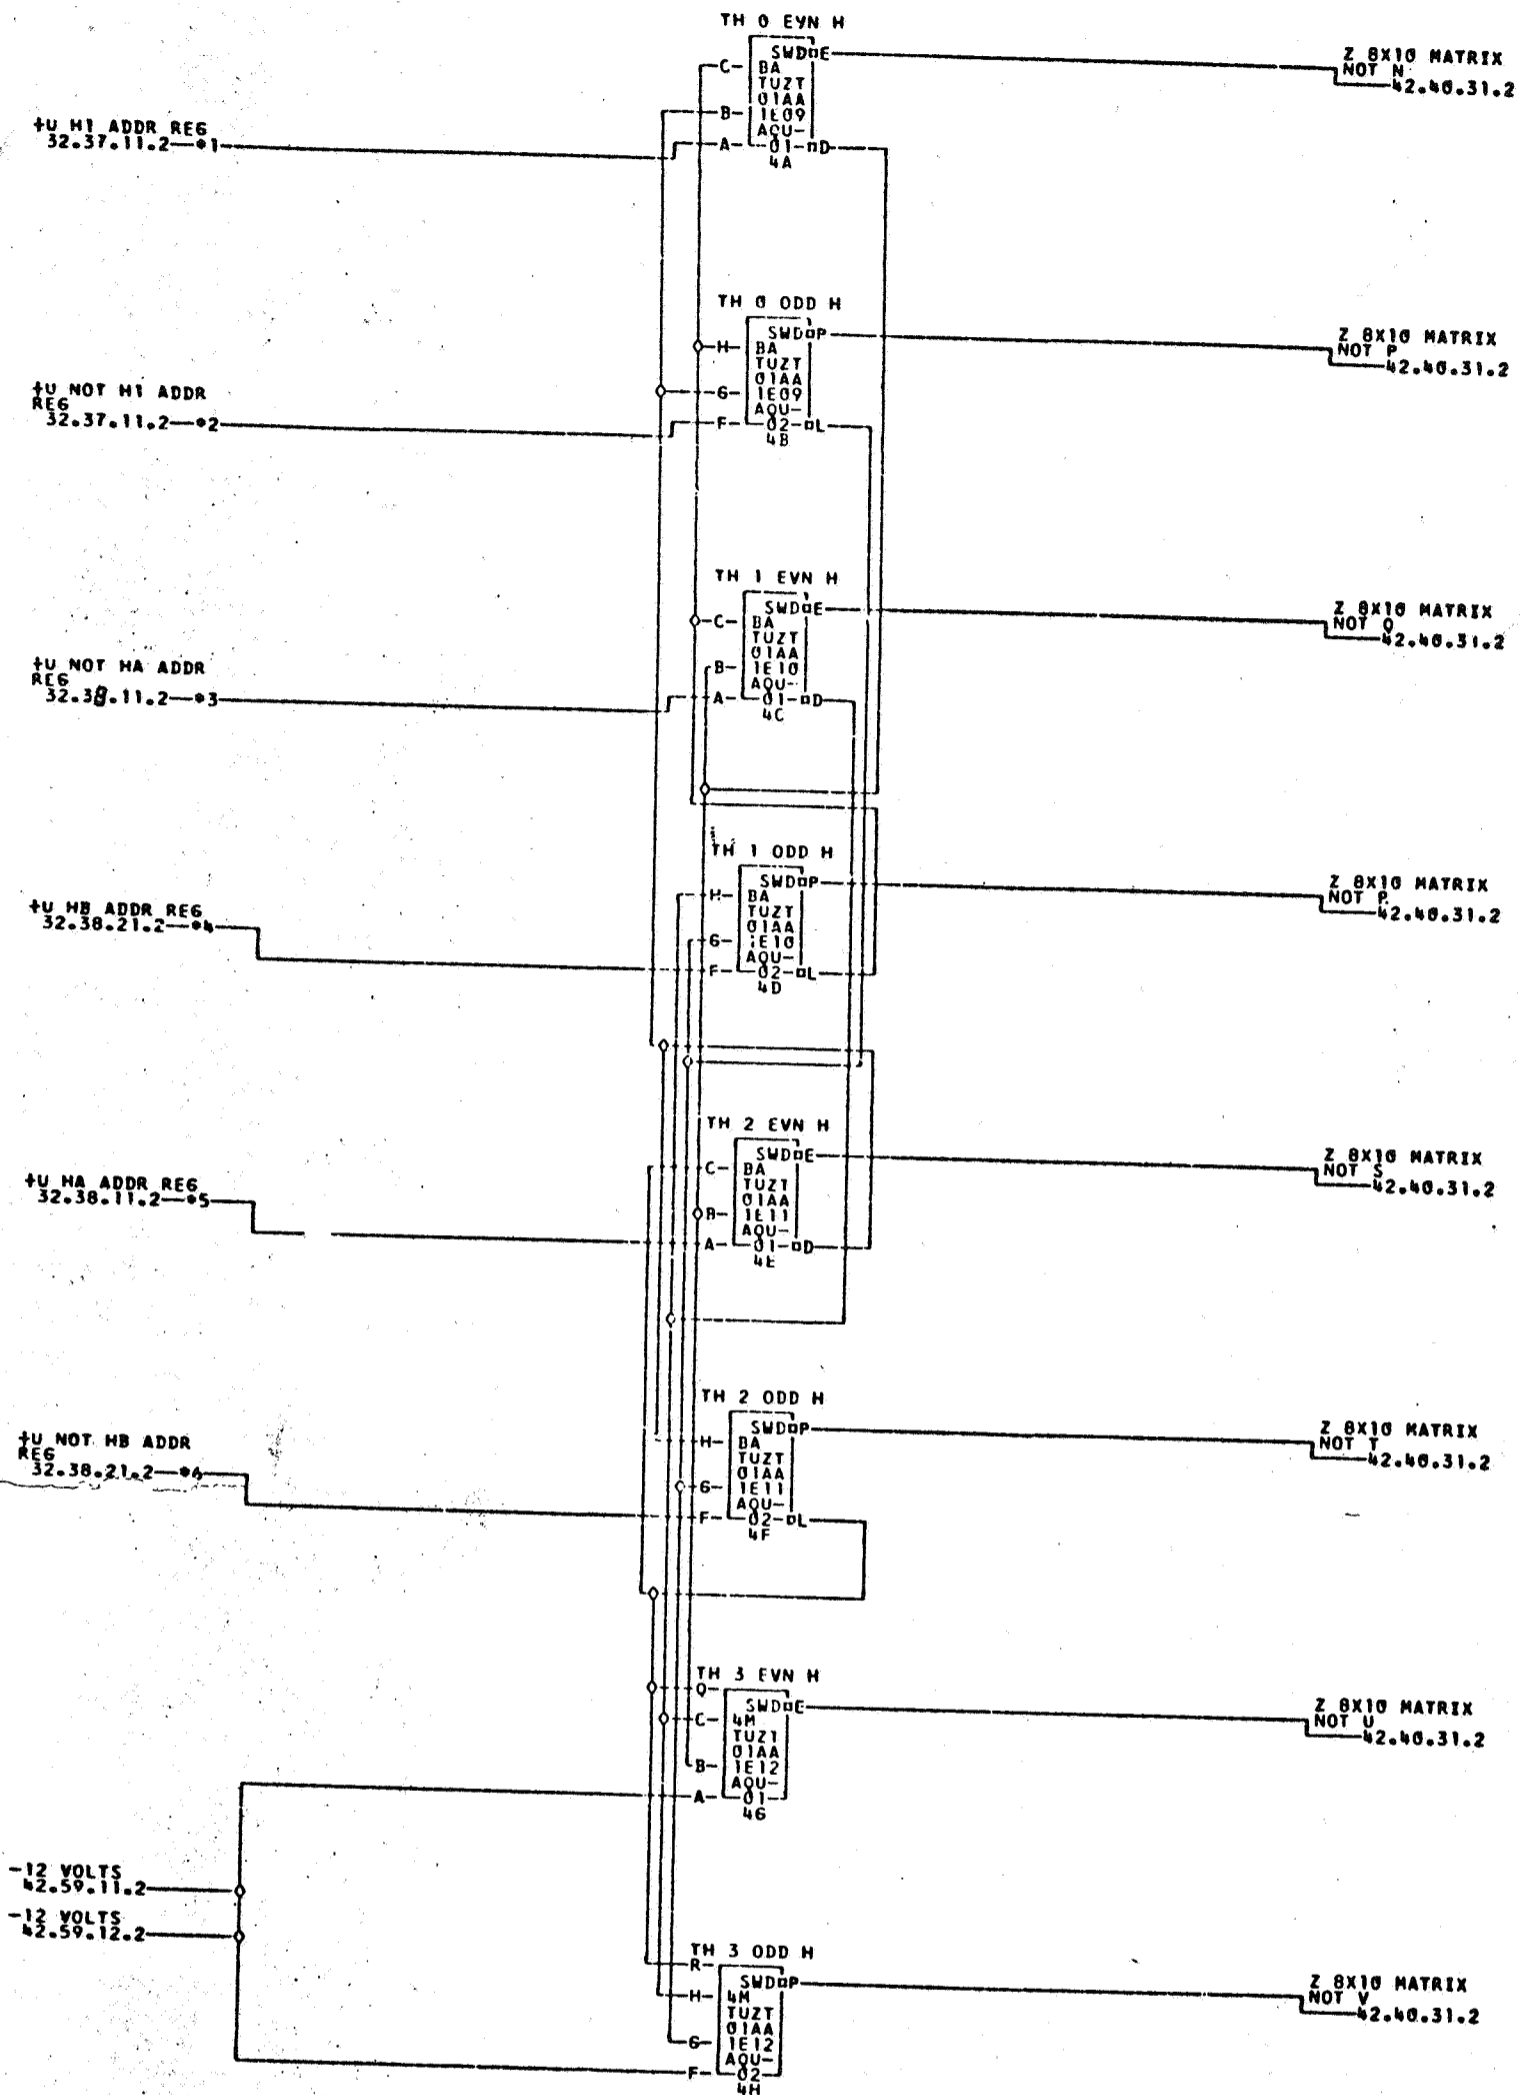 TH 0 EVN H
SWD E
C BA
TUZT
01AA
B 1E09
AQU-
A 01 D
4A
Z 8X10 MATRIX
NOT N
42.40.31.2
+U H1 ADDR REG
32.37.11.2—*1
TH 0 ODD H
SWD P
H BA
TUZT
01AA
G 1E09
AQU-
F 02 L
4B
Z 8X10 MATRIX
NOT P
42.40.31.2
+U NOT H1 ADDR
REG
32.37.11.2—*2
TH 1 EVN H
SWD E
C BA
TUZT
01AA
B 1E10
AQU-
A 01 D
4C
Z 8X10 MATRIX
NOT Q
42.40.31.2
+U NOT HA ADDR
REG
32.38.11.2—*3
TH 1 ODD H
SWD P
H BA
TUZT
01AA
G 1E10
AQU-
F 02 L
4D
Z 8X10 MATRIX
NOT
42.40.31.2
+U HB ADDR REG
32.38.21.2—*4
TH 2 EVN H
SWD E
C BA
TUZT
01AA
B 1E11
AQU-
A 01 D
4E
Z 8X10 MATRIX
NOT S
42.40.31.2
+U HA ADDR REG
32.38.11.2—*5
TH 2 ODD H
SWD P
H BA
TUZT
01AA
G 1E11
AQU-
F 02 L
4F
Z 8X10 MATRIX
NOT T
42.40.31.2
+U NOT HB ADDR
REG
32.38.21.2—*6
TH 3 EVN H
Q
SWD E
C 4M
TUZT
01AA
B 1E12
AQU-
A 01
4G
Z 8X10 MATRIX
NOT U
42.40.31.2
-12 VOLTS
42.59.11.2
-12 VOLTS
42.59.12.2
TH 3 ODD H
R
SWD P
H 4M
TUZT
01AA
G 1E12
AQU-
F 02
4H
Z 8X10 MATRIX
NOT V
42.40.31.2